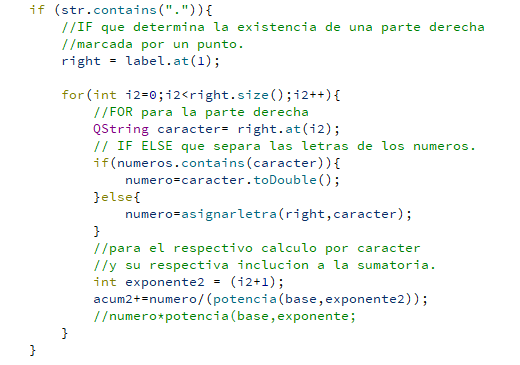 if (str.contains(".")){
//IF que determina la existencia de una parte derecha
//marcada por un punto.
right = label.at(1);
for(int i2=0;i2<right.size();i2++){
//FOR para la parte derecha
QString caracter= right.at(i2);
// IF ELSE que separa las letras de los numeros.
if(numeros.contains(caracter)){
numero=caracter.toDouble();
}else{
numero=asignarletra(right,caracter);
}
//para el respectivo calculo por caracter
//y su respectiva inclucion a la sumatoria.
int exponente2 = (i2+1);
acum2+=numero/(potencia(base,exponente2));
//numero*potencia(base,exponente;
}
}